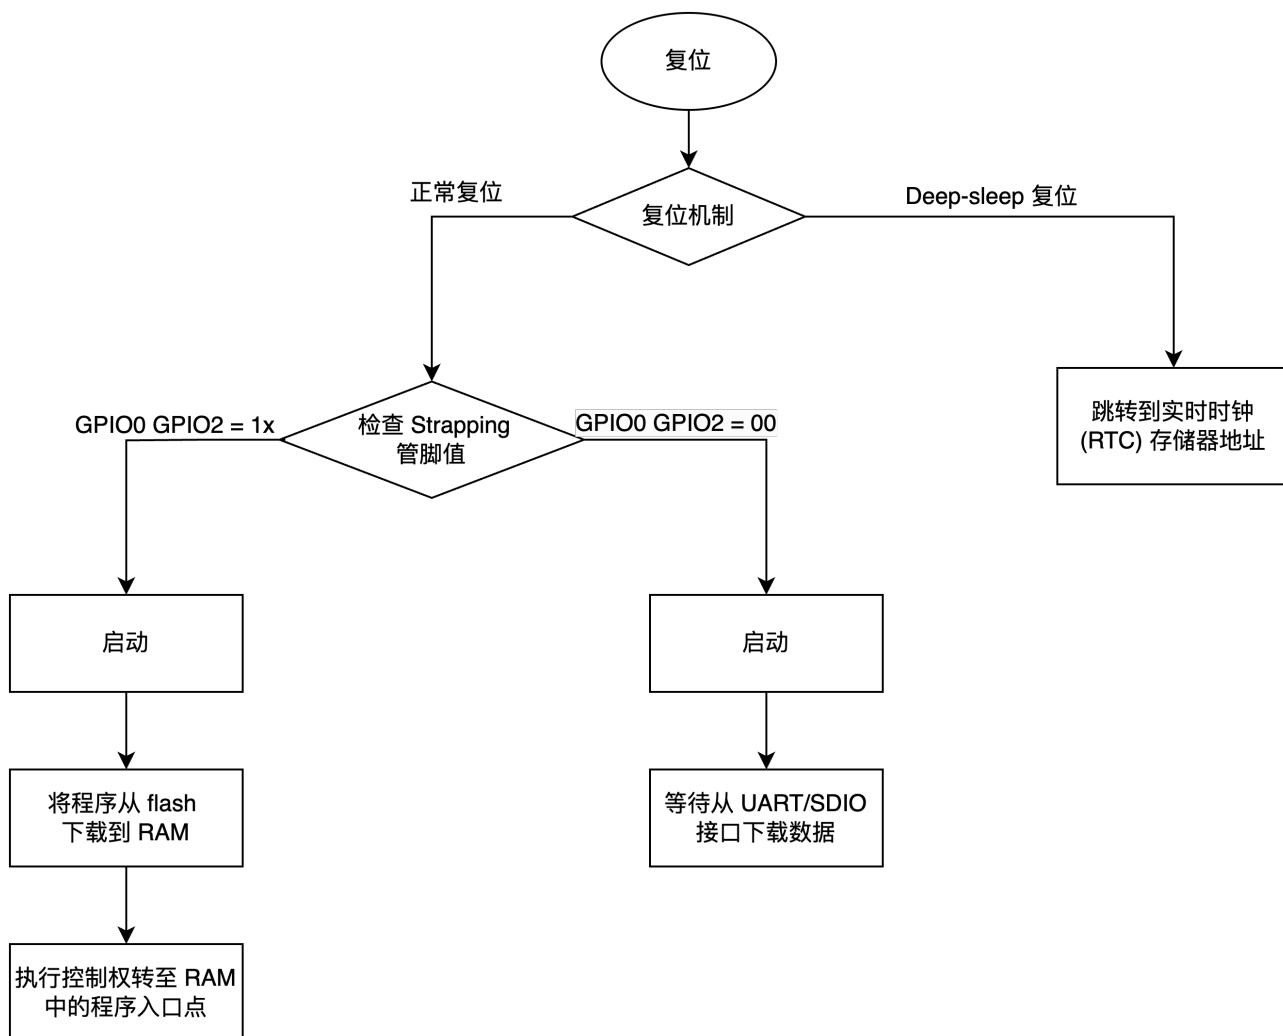 复位
正常复位
复位机制
Deep-sleep 复位
GPIO0 GPIO2 = 1x
检查 Strapping
管脚值
GPIO0 GPIO2 = 00
跳转到实时时钟
(RTC) 存储器地址
启动
启动
将程序从 flash
下载到 RAM
等待从 UART/SDIO
接口下载数据
执行控制权转至 RAM
中的程序入口点